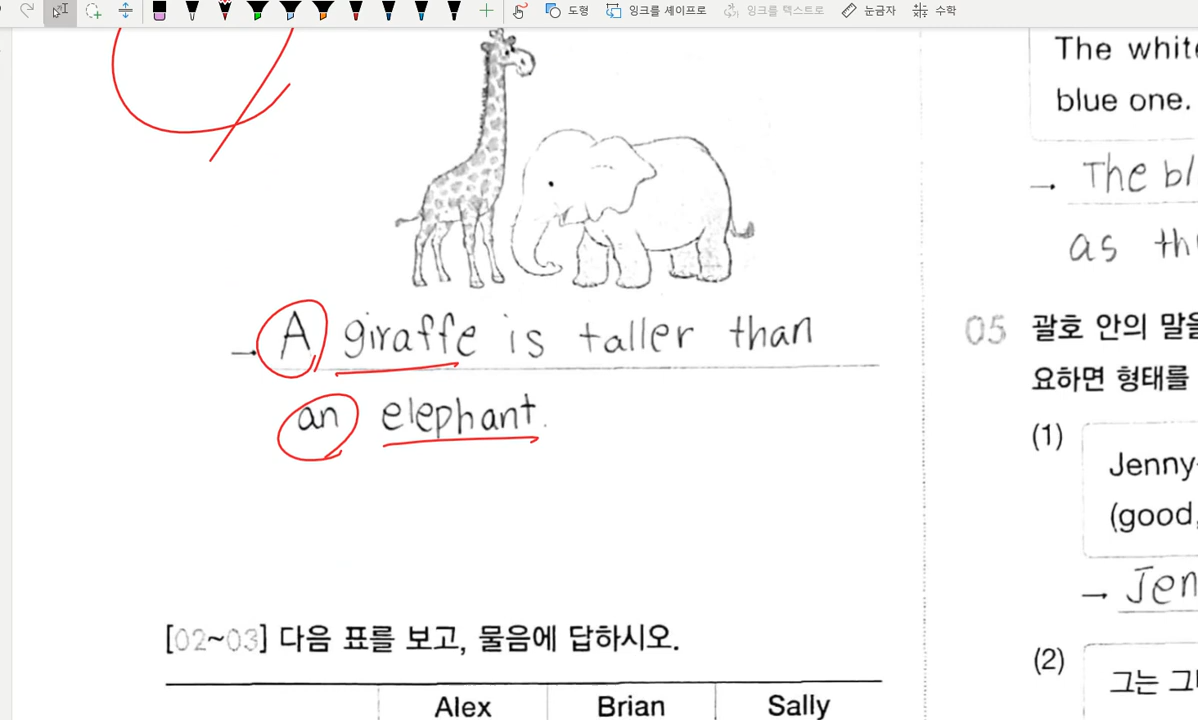 도형
잉크를 셰이프로
잉크를 텍스트로
눈금자
수학
→ A giraffe is taller than
an elephant.
[02~03] 다음 표를 보고, 물음에 답하시오.
Alex Brian Sally
The white
blue one.
→ The bl
as th
05 괄호 안의 말을
요하면 형태를
(1)
Jenny
(good,
→ Jen
(2)
그는 그